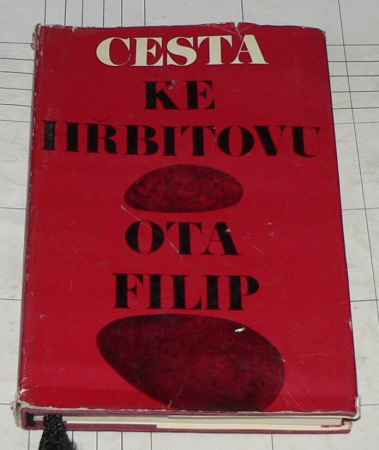 CESTA
KE
HŘBITOVU
OTA
FILIP